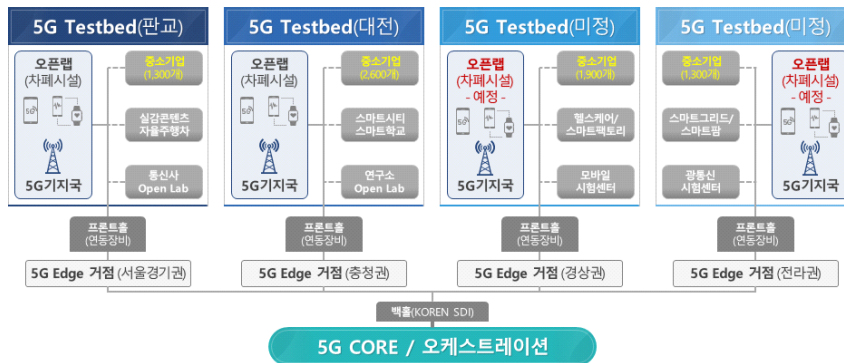 5G Testbed(판교)
오픈랩
(차폐시설)
5G
5G기지국
중소기업
(1,300개)
실감콘텐츠
자율주행차
통신사
Open Lab
프론트홀
(연동장비)
5G Edge 거점 (서울경기권)
5G Testbed(대전)
오픈랩
(차폐시설)
5G
5G기지국
중소기업
(2,600개)
스마트시티
스마트학교
연구소
Open Lab
프론트홀
(연동장비)
5G Edge 거점 (충청권)
5G Testbed(미정)
오픈랩
(차폐시설)
- 예정 -
5G
5G기지국
중소기업
(1,900개)
헬스케어/
스마트팩토리
모바일
시험센터
프론트홀
(연동장비)
5G Edge 거점 (경상권)
5G Testbed(미정)
중소기업
(1,300개)
스마트그리드/
스마트팜
광통신
시험센터
오픈랩
(차폐시설)
- 예정 -
5G
5G기지국
프론트홀
(연동장비)
5G Edge 거점 (전라권)
백홀(KOREN SDI)
5G CORE / 오케스트레이션